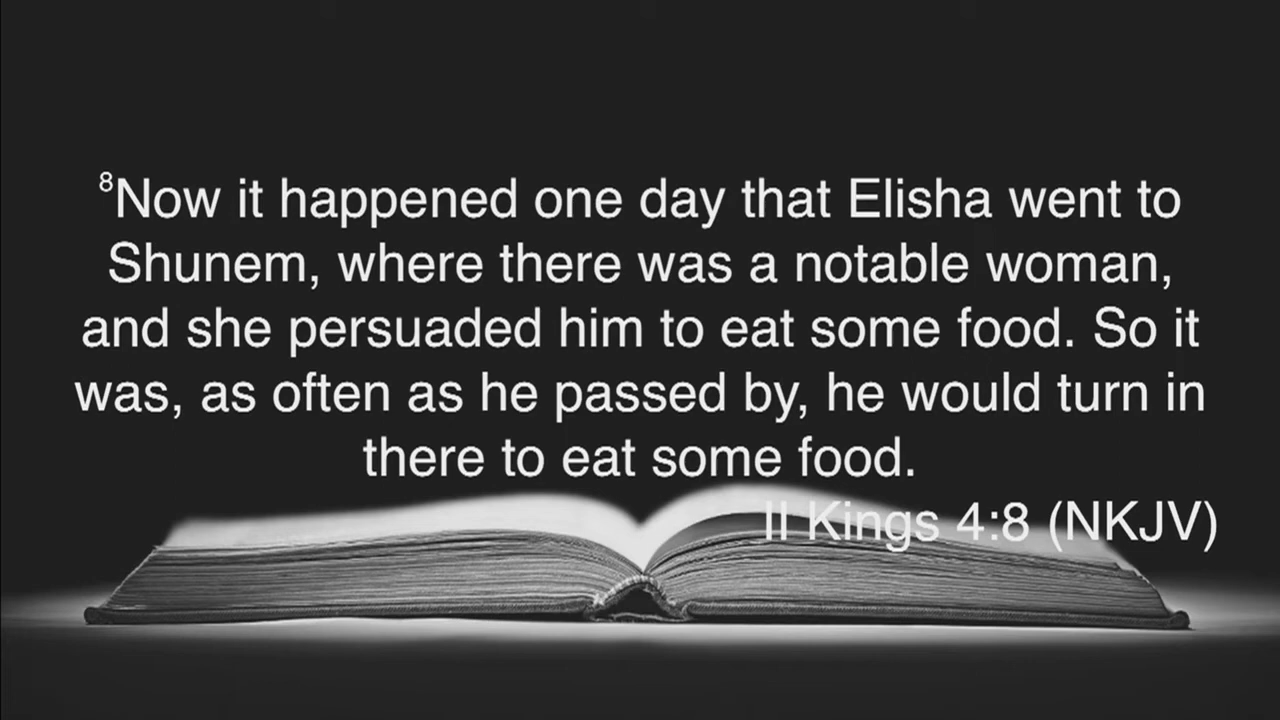 ⁸Now it happened one day that Elisha went to
Shunem, where there was a notable woman,
and she persuaded him to eat some food. So it
was, as often as he passed by, he would turn in
there to eat some food.
II Kings 4:8 (NKJV)